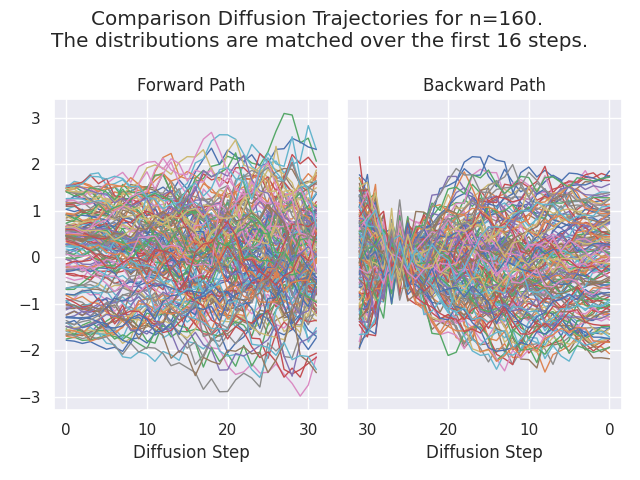 Comparison Diffusion Trajectories for n=160.
The distributions are matched over the first 16 steps.
Forward Path
Backward Path
3
2
1
0
−1
−2
−3
0 10 20 30
30 20 10 0
Diffusion Step
Diffusion Step